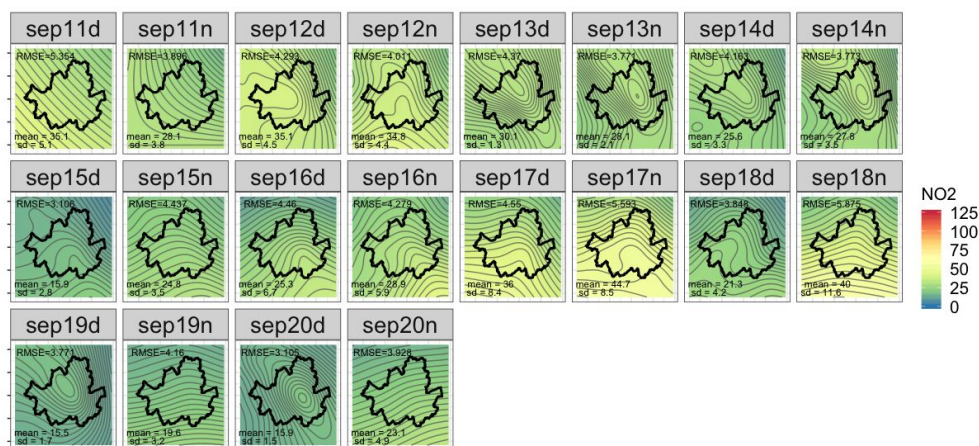 sep11d sep11n sep12d sep12n sep13d sep13n sep14d sep14n
RMSE=5.354 RMSE=3.896 RMSE=4.293 RMSE=4.011 RMSE=4.37 RMSE=3.771 RMSE=4.163 RMSE=3.773
mean = 35.1 mean = 28.1 mean = 35.1 mean = 34.8 mean = 30.1 mean = 28.1 mean = 25.6 mean = 27.8
sd = 5.1 sd = 3.8 sd = 4.5 sd = 4.4 sd = 1.3 sd = 2.1 sd = 3.3 sd = 3.5
sep15d sep15n sep16d sep16n sep17d sep17n sep18d sep18n
RMSE=3.106 RMSE=4.437 RMSE=4.46 RMSE=4.279 RMSE=4.55 RMSE=5.593 RMSE=3.848 RMSE=5.875
mean = 15.9 mean = 24.8 mean = 25.3 mean = 28.9 mean = 36 mean = 44.7 mean = 21.3 mean = 40
sd = 2.8 sd = 3.5 sd = 6.7 sd = 5.9 sd = 8.4 sd = 8.5 sd = 4.2 sd = 11.6
NO2
125
100
75
50
25
0
sep19d sep19n sep20d sep20n
RMSE=3.771 RMSE=4.16 RMSE=3.105 RMSE=3.928
mean = 15.5 mean = 19.6 mean = 15.9 mean = 23.1
sd = 1.7 sd = 3.2 sd = 1.5 sd = 4.9